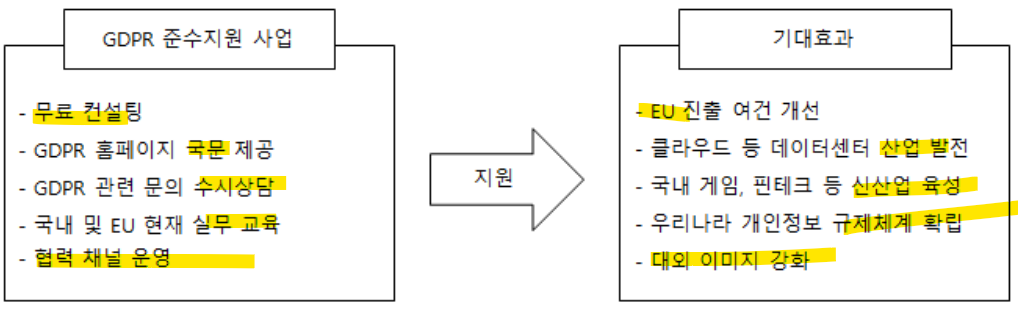 GDPR 준수지원 사업
- 무료 컨설팅
- GDPR 홈페이지 국문 제공
- GDPR 관련 문의 수시상담
- 국내 및 EU 현재 실무 교육
- 협력 채널 운영
지원
기대효과
- EU 진출 여건 개선
- 클라우드 등 데이터센터 산업 발전
- 국내 게임, 핀테크 등 신산업 육성
- 우리나라 개인정보 규제체계 확립
- 대외 이미지 강화